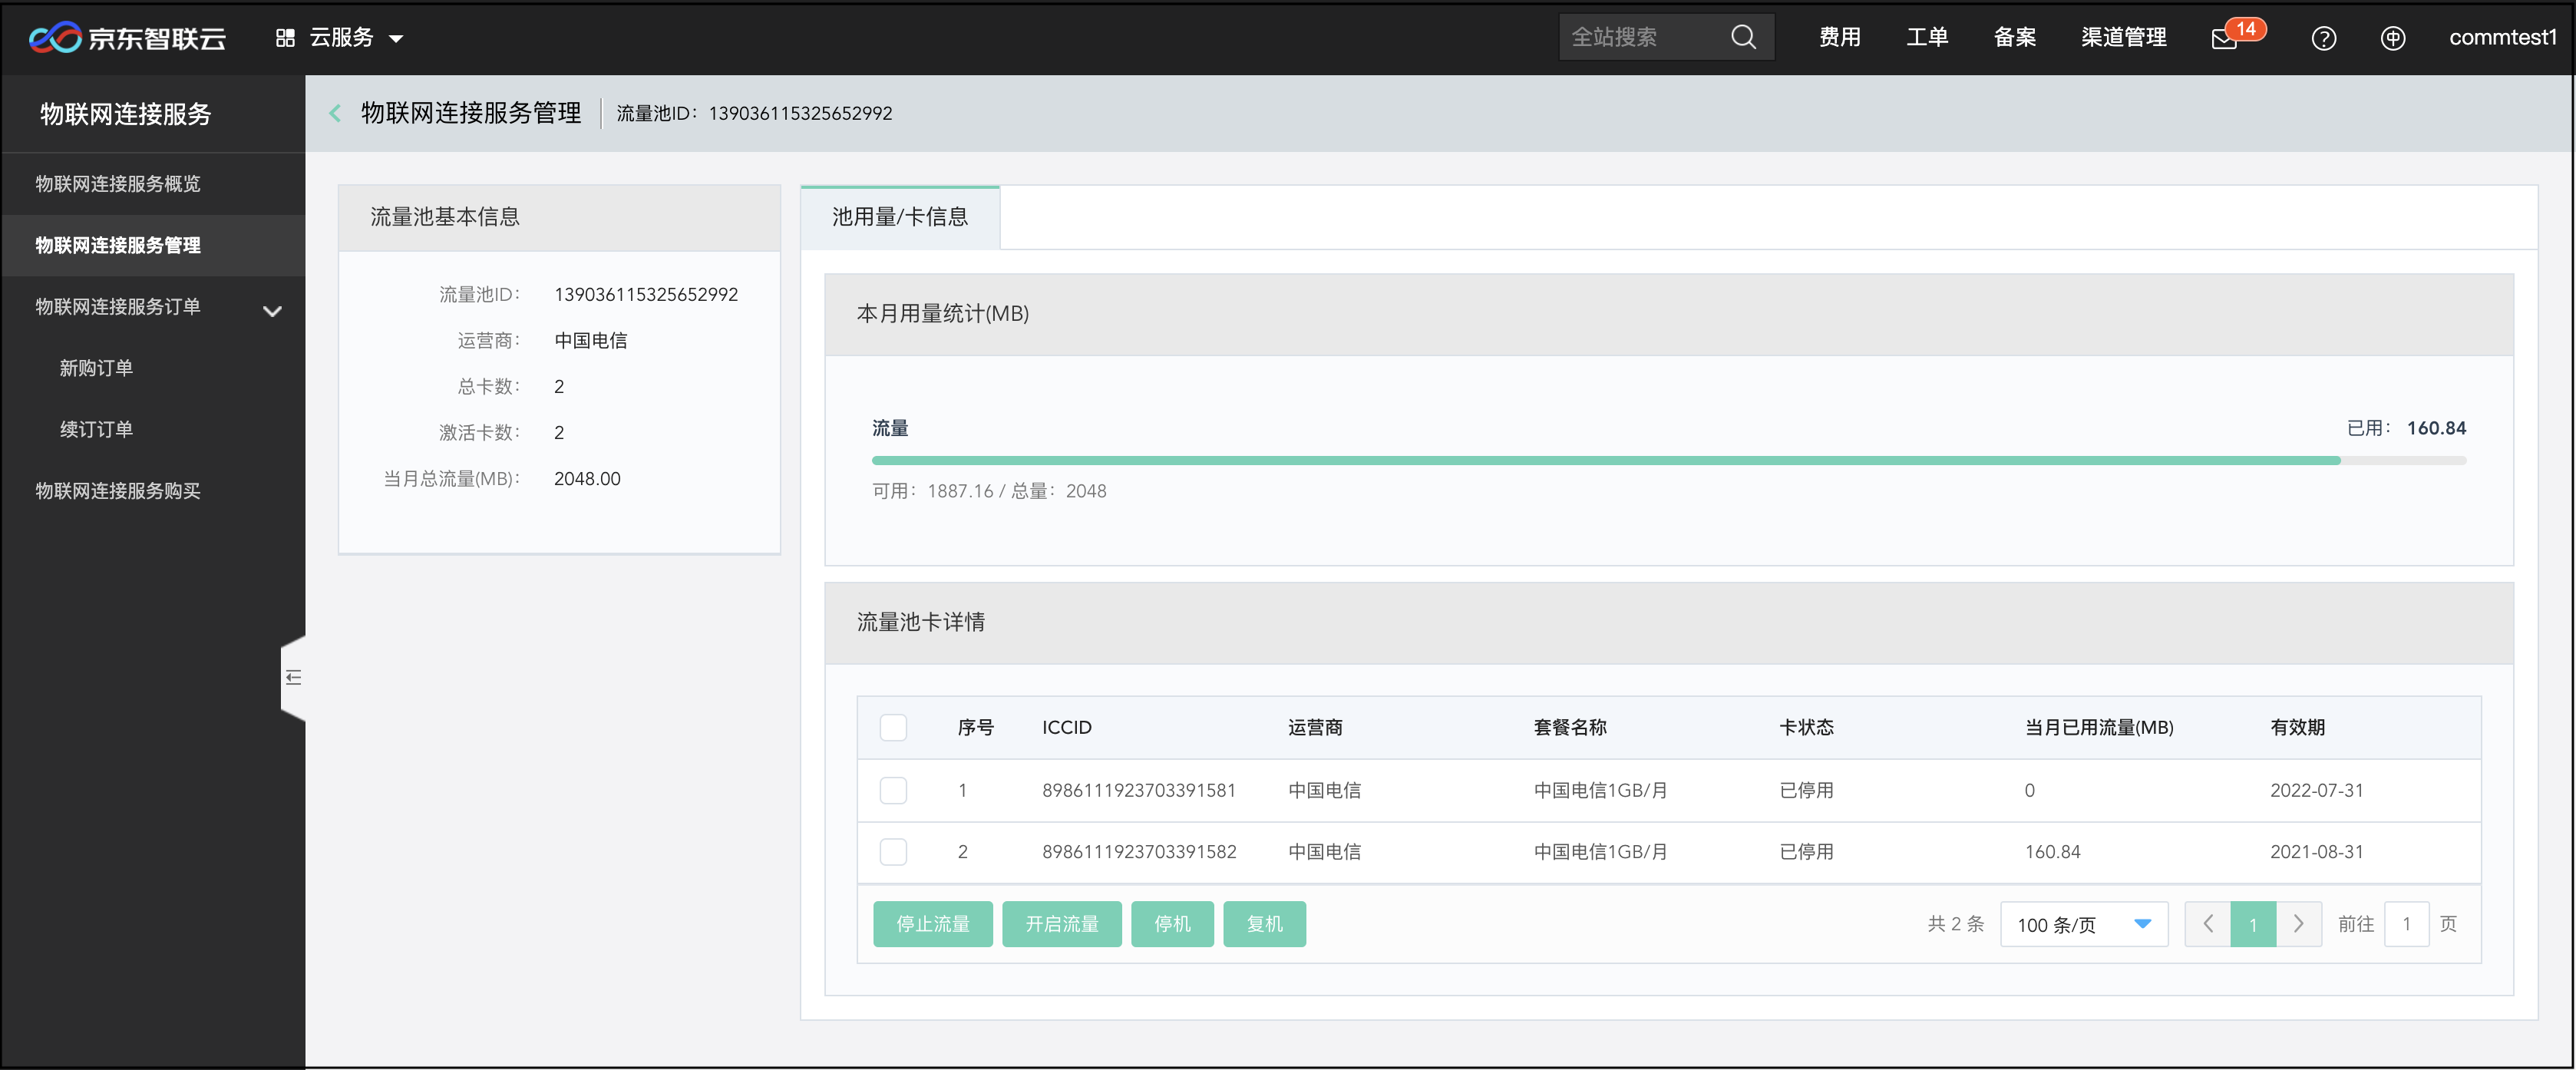 京东智联云 云服务 全站搜索 费用 工单 备案 渠道管理 14 commtest1
物联网连接服务
物联网连接服务概览
物联网连接服务管理
物联网连接服务订单
新购订单
续订订单
物联网连接服务购买
物联网连接服务管理 流量池ID: 139036115325652992
流量池基本信息
流量池ID: 139036115325652992
运营商: 中国电信
总卡数: 2
激活卡数: 2
当月总流量(MB): 2048.00
池用量/卡信息
本月用量统计(MB)
流量 已用: 160.84
可用: 1887.16 / 总量: 2048
流量池卡详情
序号 ICCID 运营商 套餐名称 卡状态 当月已用流量(MB) 有效期
1 8986111923703391581 中国电信 中国电信1GB/月 已停用 0 2022-07-31
2 8986111923703391582 中国电信 中国电信1GB/月 已停用 160.84 2021-08-31
停止流量 开启流量 停机 复机 共 2 条 100 条/页 1 前往 1 页